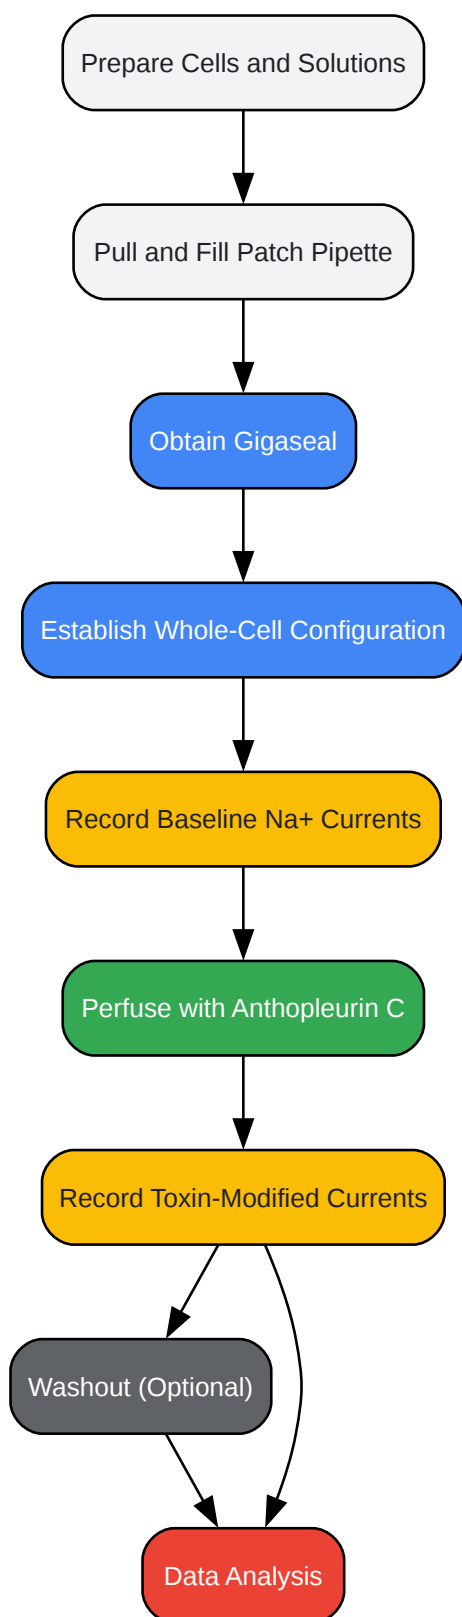 Prepare Cells and Solutions
Pull and Fill Patch Pipette
Obtain Gigaseal
Establish Whole-Cell Configuration
Record Baseline Na+ Currents
Perfuse with Anthopleurin C
Record Toxin-Modified Currents
Washout (Optional)
Data Analysis